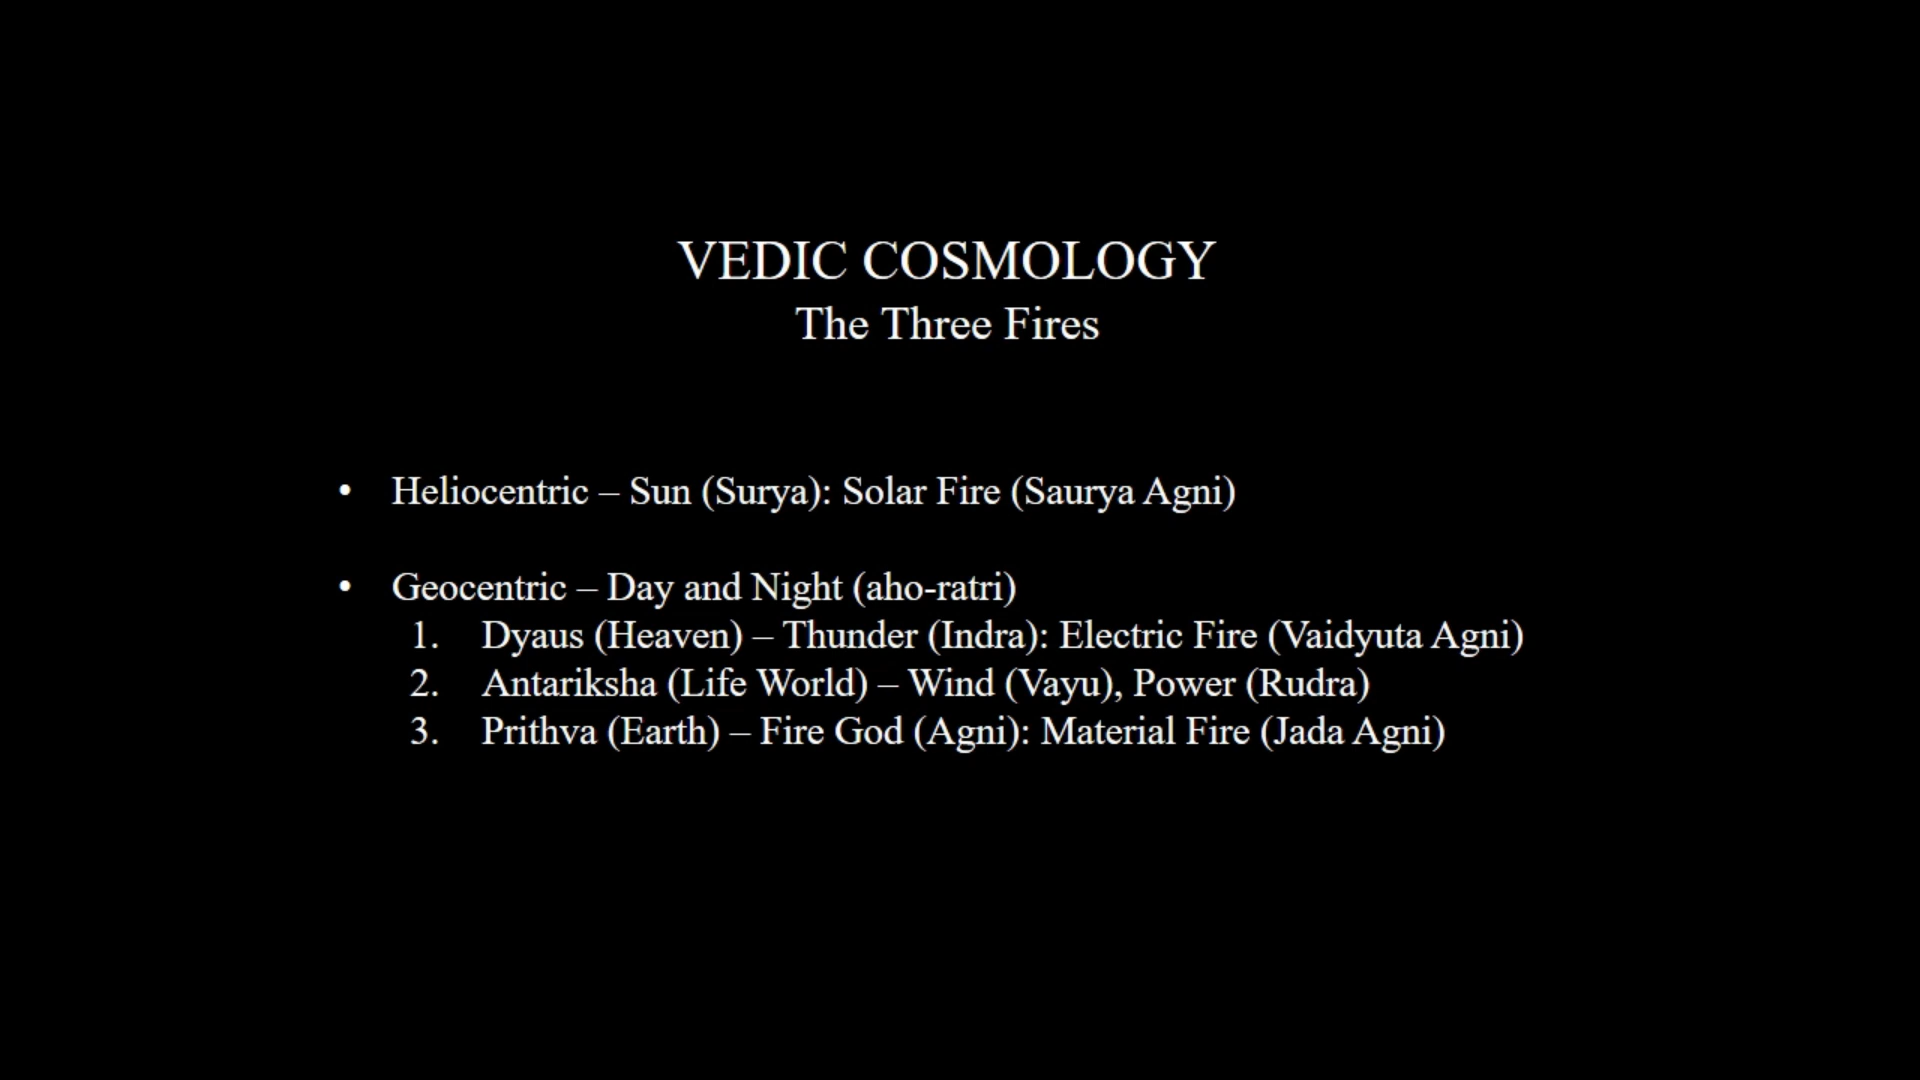 VEDIC COSMOLOGY
The Three Fires
• Heliocentric – Sun (Surya): Solar Fire (Saurya Agni)
• Geocentric – Day and Night (aho-ratri)
1. Dyaus (Heaven) – Thunder (Indra): Electric Fire (Vaidyuta Agni)
2. Antariksha (Life World) – Wind (Vayu), Power (Rudra)
3. Prithva (Earth) – Fire God (Agni): Material Fire (Jada Agni)